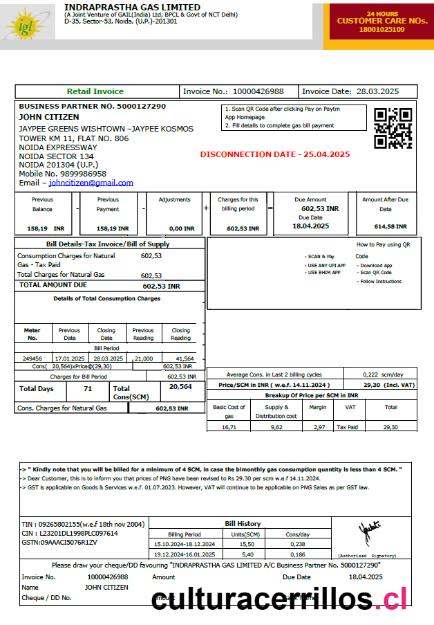 INDRAPRASTHA GAS LIMITED
(A Joint Venture of GAIL(India) Ltd, BPCL & Govt of NCT Delhi)
D-35, Sector-53, Noida, (U.P.)-201301
24 HOURS
CUSTOMER CARE NOs.
18001025109
igl
Retail Invoice
Invoice No.: 10000426988
Invoice Date: 28.03.2025
BUSINESS PARTNER NO. 5000127290
JOHN CITIZEN
JAYPEE GREENS WISHTOWN -JAYPEE KOSMOS
TOWER KM 11, FLAT NO. 806
NOIDA EXPRESSWAY
NOIDA SECTOR 134
NOIDA 201304 (U.P.)
Mobile No. 9899986958
Email – johncitizen@gmail.com
1. Scan QR Code after clicking Pay on Paytm
App Homepage
2. Fill details to complete gas bill payment
DISCONNECTION DATE - 25.04.2025
Previous Balance
158,19 INR
-
Previous Payment
158,19 INR
-
Adjustments
0,00 INR
+
Charges for this billing period
602,53 INR
=
Due Amount
602,53 INR
Due Date
18.04.2025
Amount After Due Date
614,58 INR
Bill Details-Tax Invoice/Bill of Supply
Consumption Charges for Natural 602,53
Gas - Tax Paid
Total Charges for Natural Gas 602,53
TOTAL AMOUNT DUE 602,53 INR
How to Pay using QR
Code
- SCAN & Pay
- USE ANY UPI APP
- USE BHIM APP
- Download App
- Scan QR Code
- Follow Instructions
Details of Total Consumption Charges
Meter No. Previous Date Closing Date Previous Reading Closing Reading
Bill Period
249456 17.01.2025 28.03.2025 21,000 41,564
Cons( 20,564)xPrice@(29,30) 602,53 INR
Charges for Bill Period 602,53 INR
Total Days 71 Total Cons(SCM) 20,564
Cons. Charges for Natural Gas 602,53 INR
Average Cons. in Last 2 billing cycles 0,222 scm/day
Price/SCM in INR ( w.e.f. 14.11.2024 ) 29,30 (Incl. VAT)
Breakup Of Price per SCM in INR
Basic Cost of gas Supply & Distribution cost Margin VAT Total
16,71 9,62 2,97 Tax Paid 29,30
-> " Kindly note that you will be billed for a minimum of 4 SCM, in case the bimonthly gas consumption qunatity is less than 4 SCM. "
-> Dear Customer, this is to inform you that prices of PNG have been revised to Rs 29.30 per scm w.e.f 14.11.2024.
-> GST is applicable on Goods & Services w.e.f. 01.07.2023. However, VAT will continue to be applicable on PNG Sales as per GST law.
TIN : 09265802155(w.e.f 18th nov 2004)
CIN : L23201DL1998PLC097614
GSTN:09AAACI5076R1ZV
Bill History
Bill Period Units(SCM) Cons/day
15.10.2024-18.12.2024 15,50 0,238
19.12.2024-16.01.2025 5,40 0,186
(Authorised Signatory)
Please draw your cheque/DD favouring "INDRAPRASTHA GAS LIMITED A/C Business Partner No. 5000127290"
Invoice No. 10000426988 Amount Due Date 18.04.2025
Name JOHN CITIZEN
Cheque / DD No.
culturacerrillos.cl